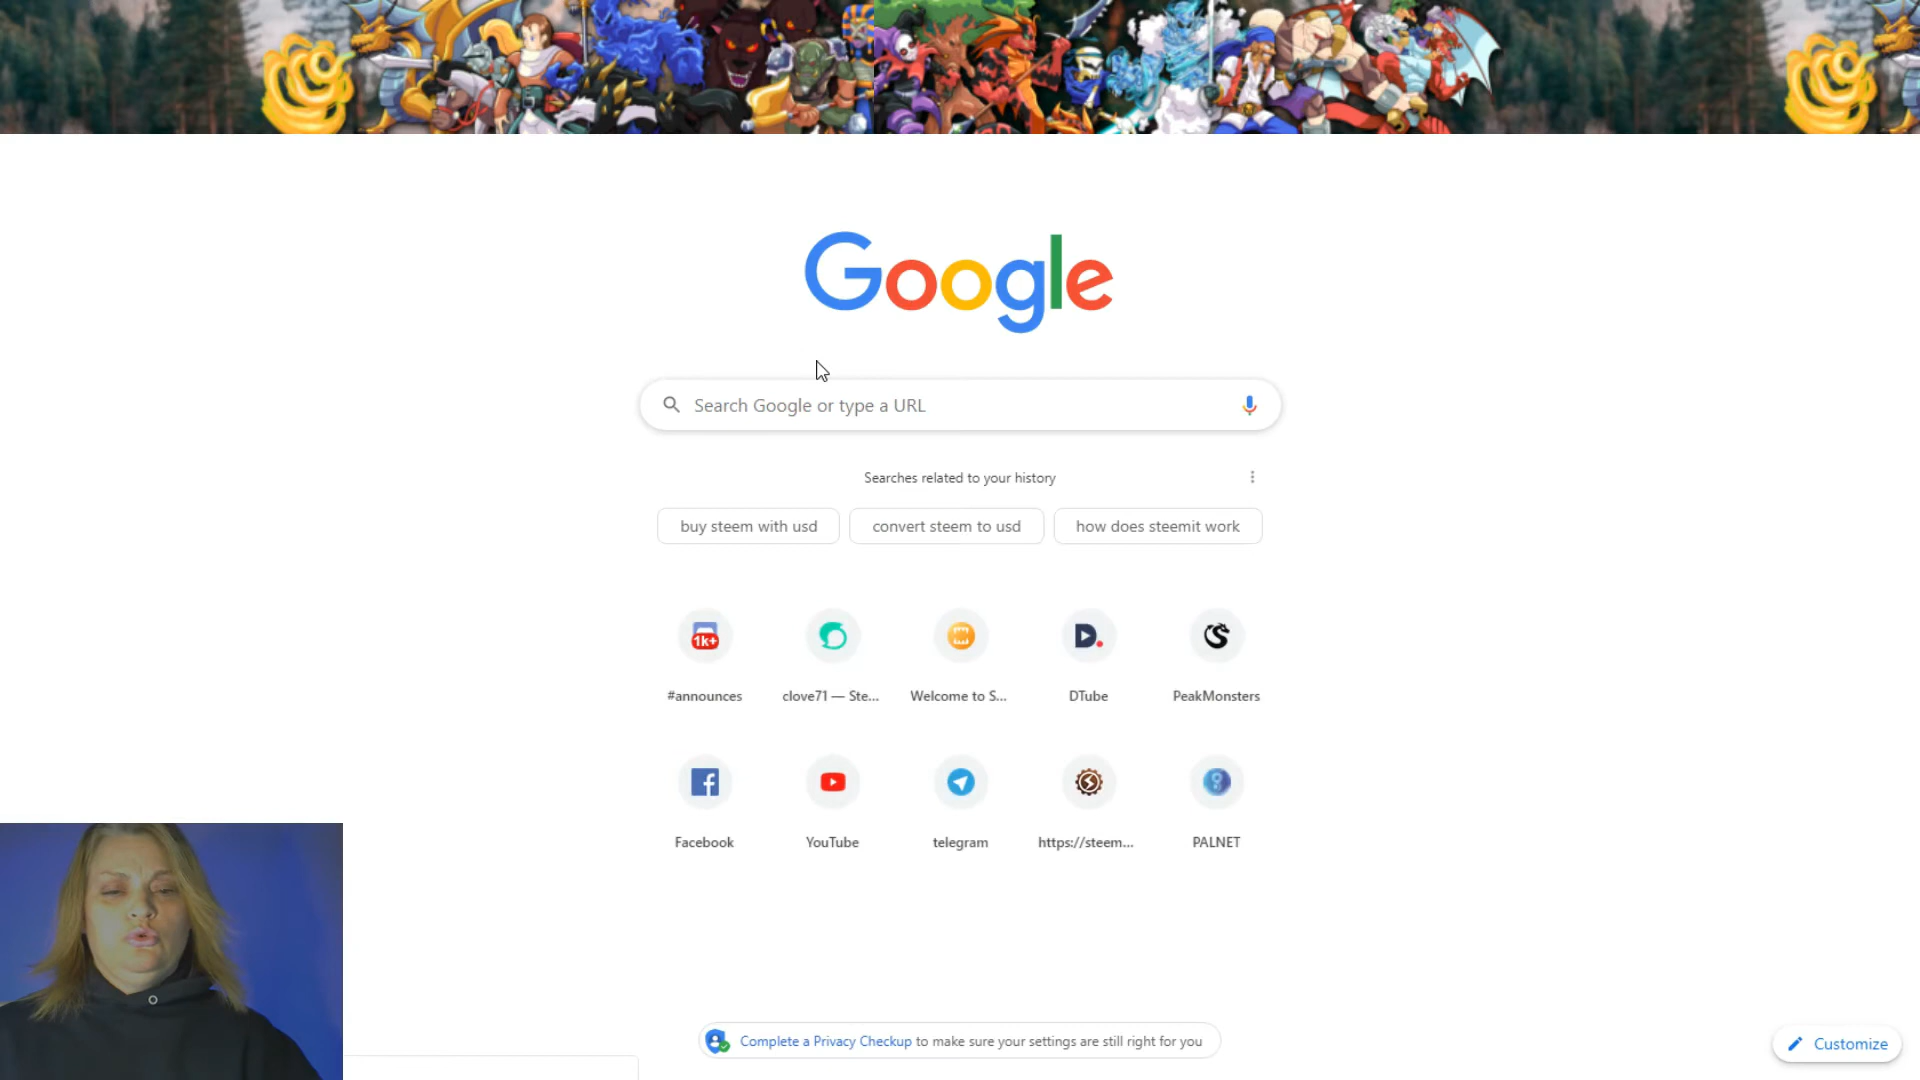 Google
Search Google or type a URL
Searches related to your history
buy steem with usd
convert steem to usd
how does steemit work
1k+
#announces
clove71 — Ste...
Welcome to S...
DTube
PeakMonsters
Facebook
YouTube
telegram
https://steem...
PALNET
Complete a Privacy Checkup to make sure your settings are still right for you
Customize